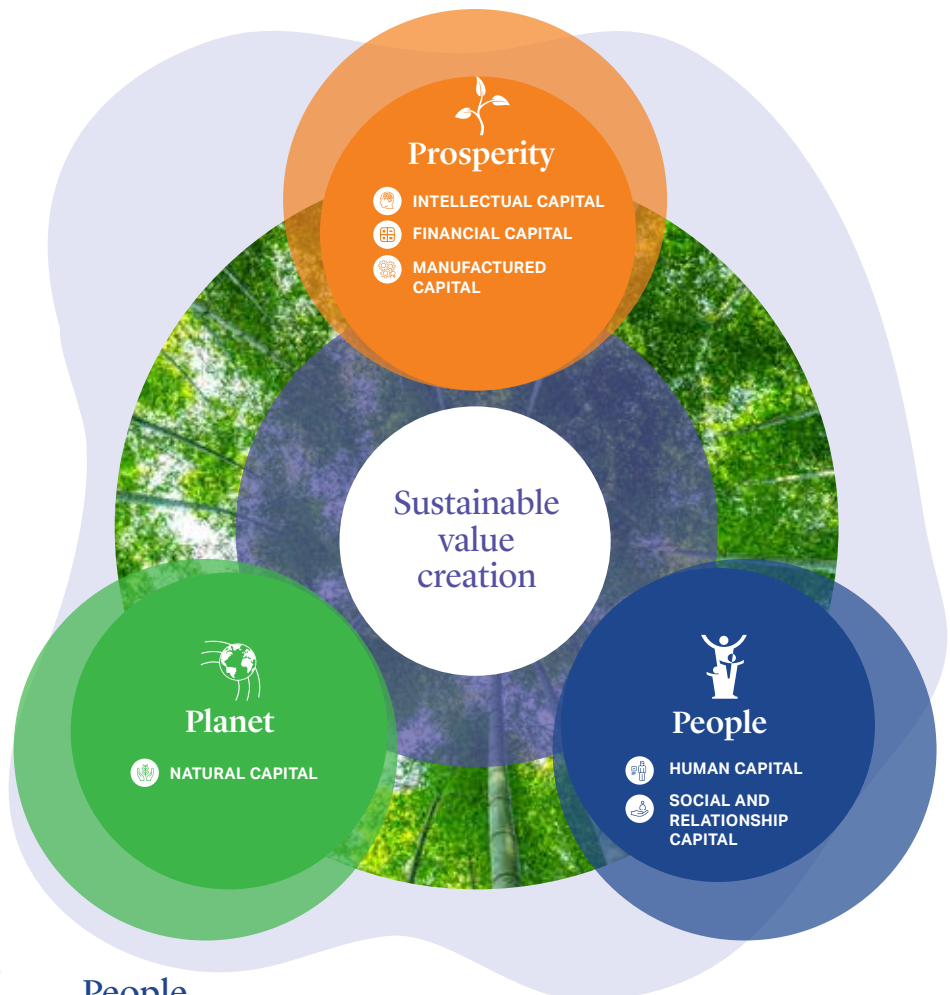 Prosperity
INTELLECTUAL CAPITAL
FINANCIAL CAPITAL
MANUFACTURED
CAPITAL
Sustainable
value
creation
Planet
NATURAL CAPITAL
People
HUMAN CAPITAL
SOCIAL AND
RELATIONSHIP
CAPITAL
People